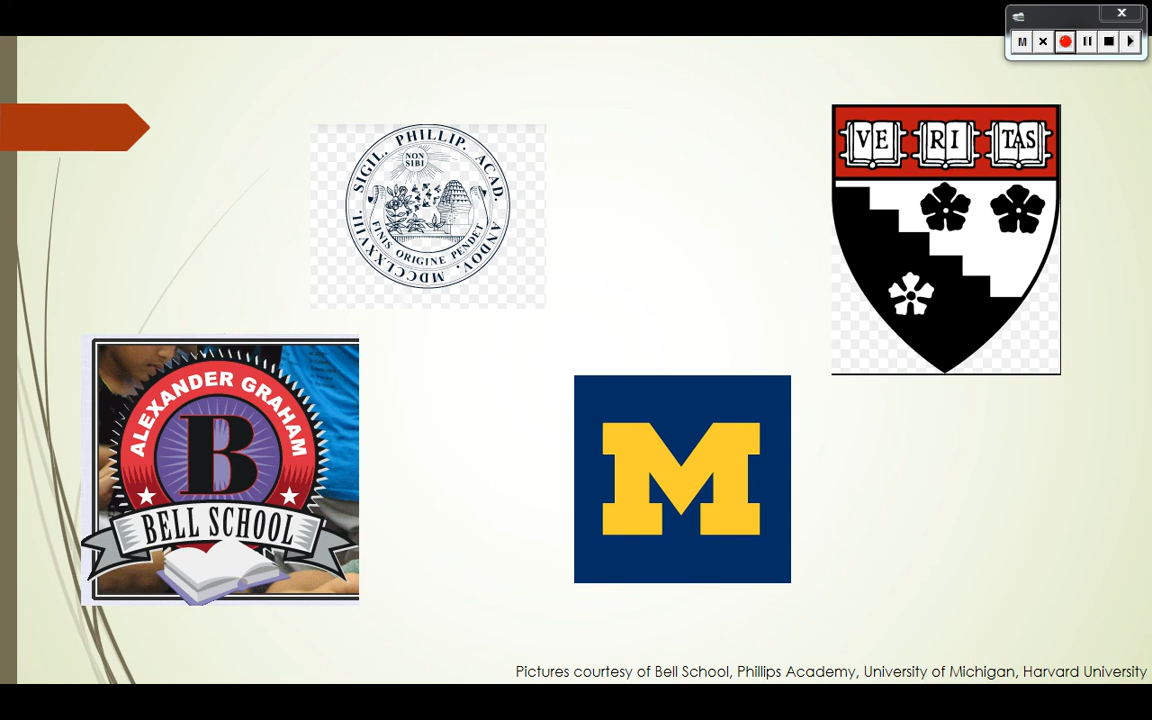 M
SIGIL. PHILLIP. ACAD. ANDOV. MDCCLXXVIII.
NON
SIBI
FINIS ORIGINE PENDET
VE RI TAS
ALEXANDER GRAHAM
B
BELL SCHOOL
M
Pictures courtesy of Bell School, Phillips Academy, University of Michigan, Harvard University